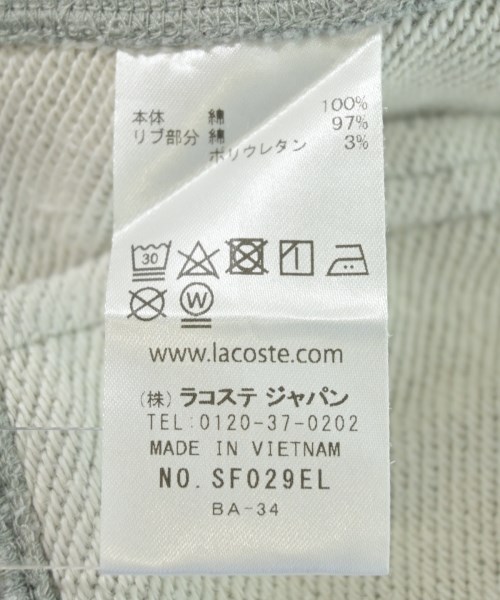 本体 綿 100%
リブ部分 綿 97%
ポリウレタン 3%
30
W
www.lacoste.com
(株) ラコステ ジャパン
TEL:0120-37-0202
MADE IN VIETNAM
NO. SF029EL
BA-34